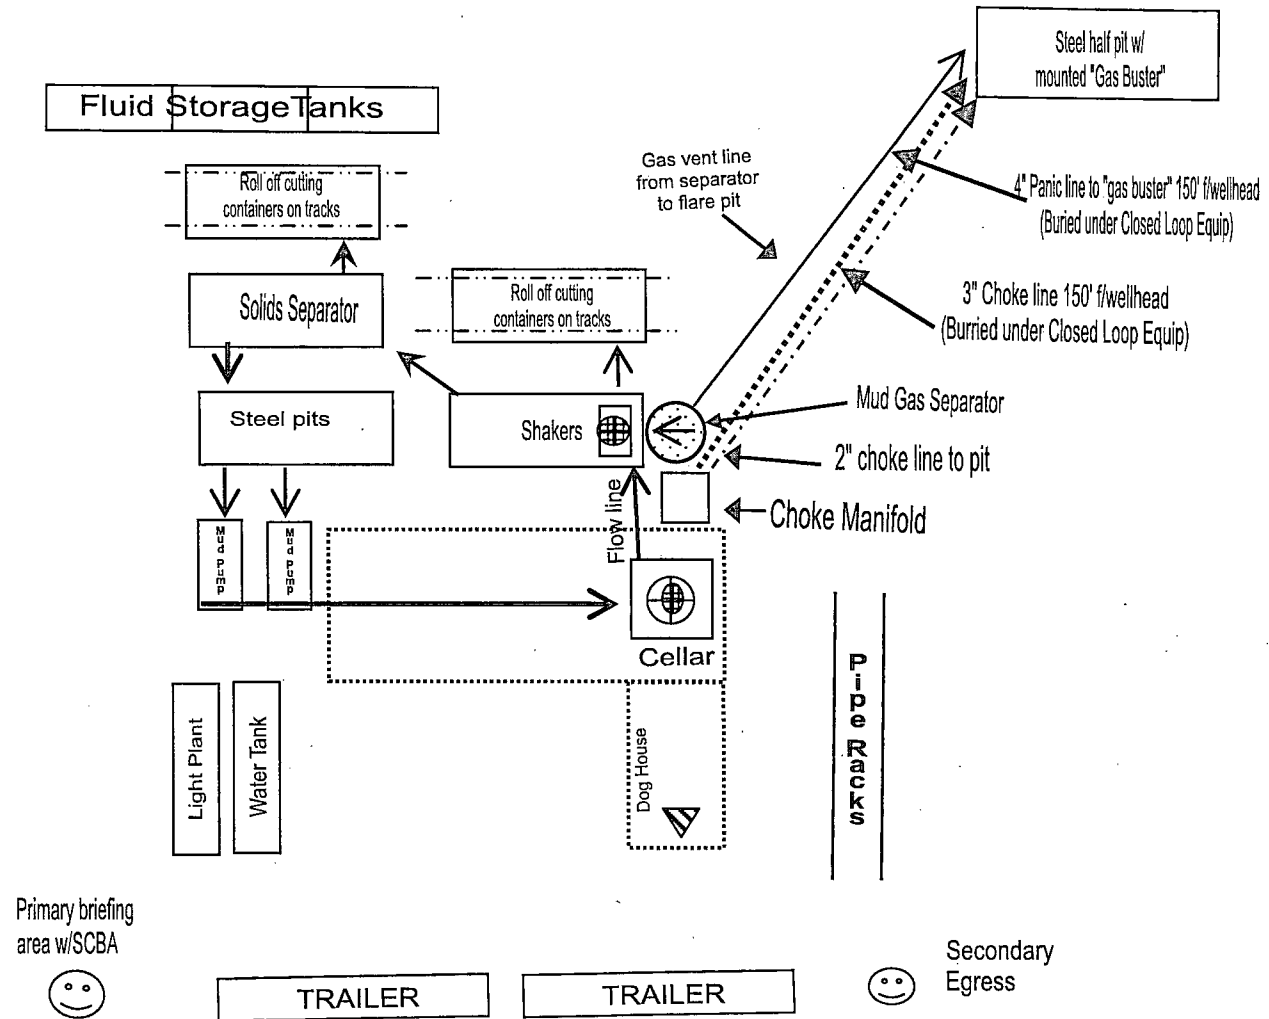 Steel half pit w/
mounted "Gas Buster"
Fluid Storage Tanks
Gas vent line
from separator
to flare pit
Roll off cutting
containers on tracks
4" Panic line to "gas buster" 150' f/wellhead
(Buried under Closed Loop Equip)
Solids Separator
Roll off cutting
containers on tracks
3" Choke line 150' f/wellhead
(Burried under Closed Loop Equip)
Steel pits
Shakers
Mud Gas Separator
2" choke line to pit
Flow line
Choke Manifold
Mud Pump
Mud Pump
Cellar
Pipe Racks
Light Plant
Water Tank
Dog House
Primary briefing
area w/SCBA
Secondary
Egress
TRAILER
TRAILER